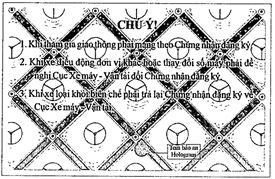 CHÚ Ý!
1. Khi tham gia giao thông phải mang theo Chứng nhận đăng ký.
2. Khi xe điều động đơn vị khác hoặc thay đổi số máy phải đề
nghị Cục Xe máy - Vận tải đổi Chứng nhận đăng ký.
3. Khi xe loại khỏi biên chế phải trả lại Chứng nhận đăng ký về
Cục Xe máy - Vận tải.
Tem bảo an
Hologram